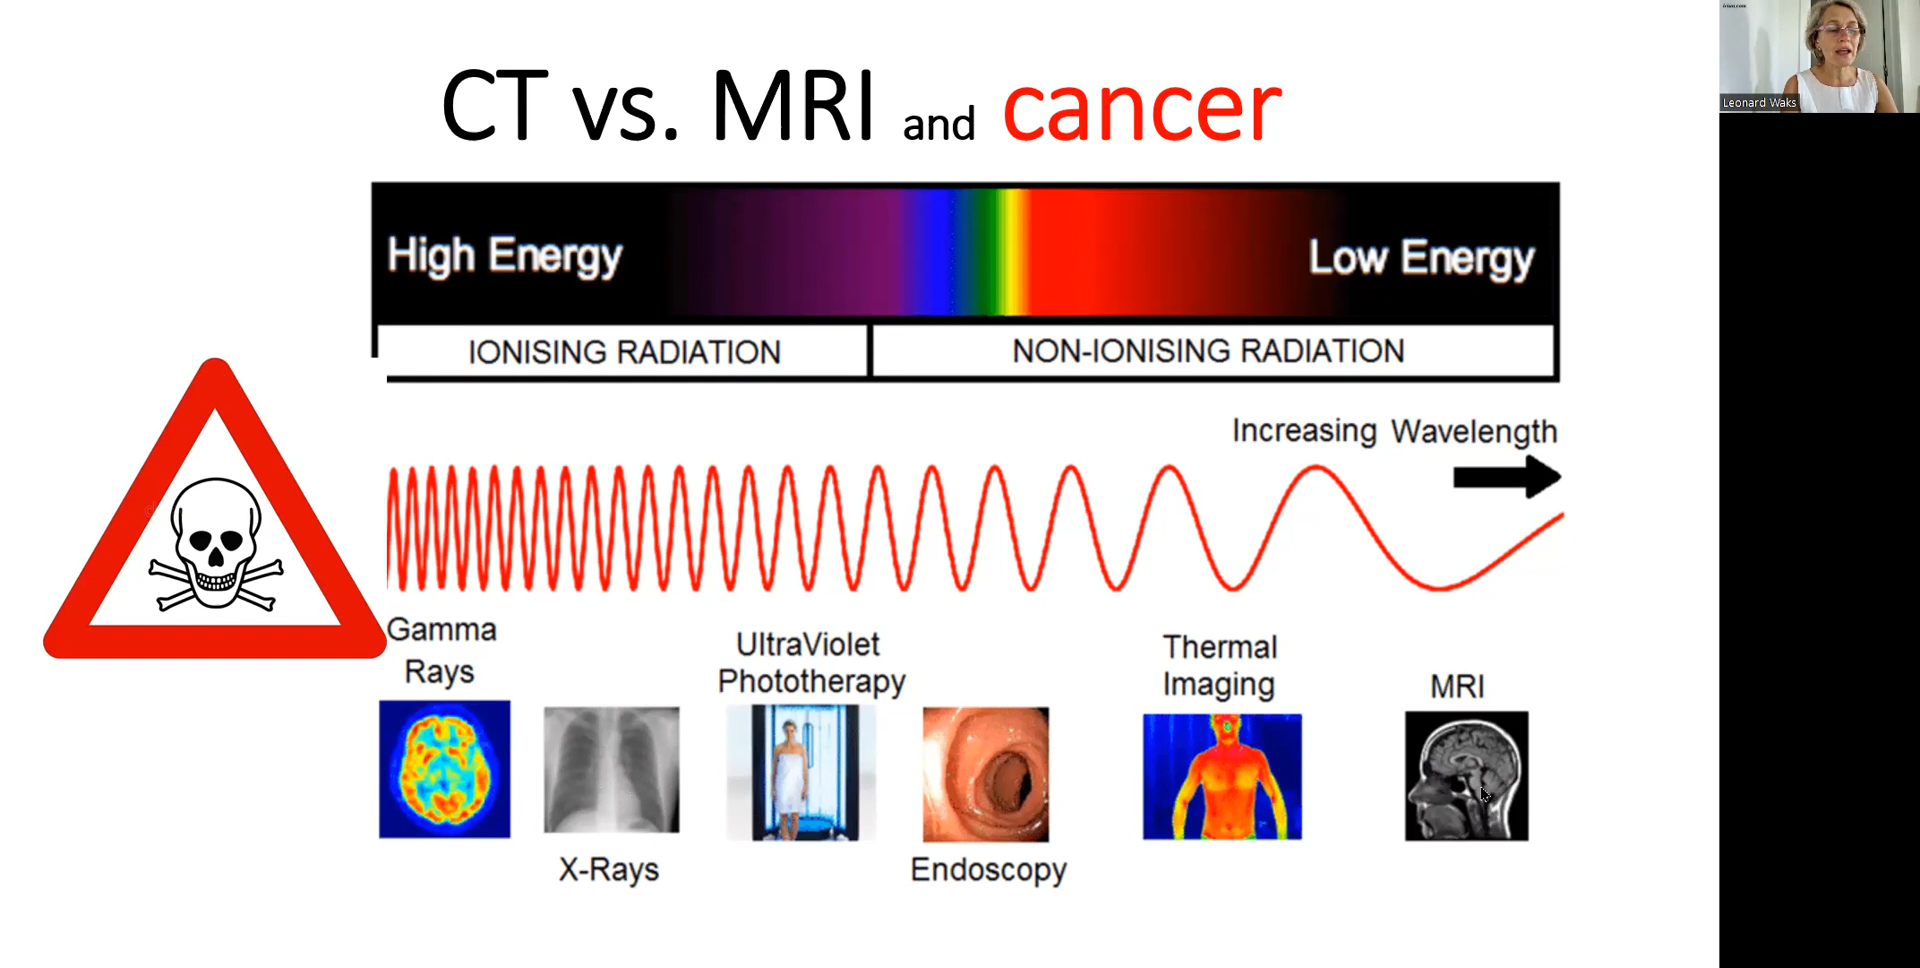 CT vs. MRI and cancer
High Energy
Low Energy
IONISING RADIATION
NON-IONISING RADIATION
Increasing Wavelength
Gamma
Rays
X-Rays
UltraViolet
Phototherapy
Endoscopy
Thermal
Imaging
MRI
Leonard Waks